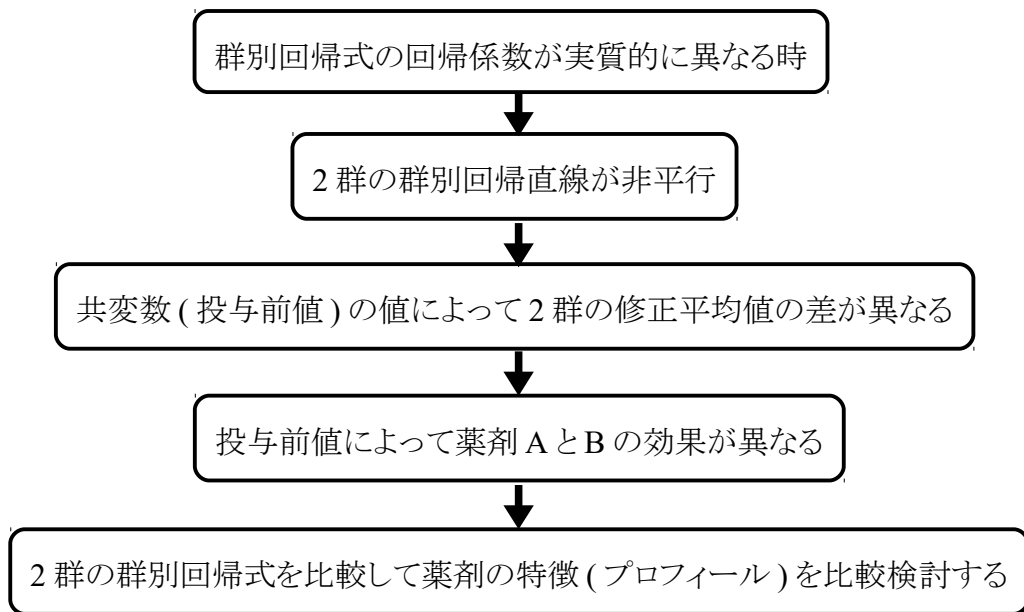 群別回帰式の回帰係数が実質的に異なる時
2 群の群別回帰直線が非平行
共変数 ( 投与前値 ) の値によって 2 群の修正平均値の差が異なる
投与前値によって薬剤 A と B の効果が異なる
2 群の群別回帰式を比較して薬剤の特徴 ( プロフィール ) を比較検討する